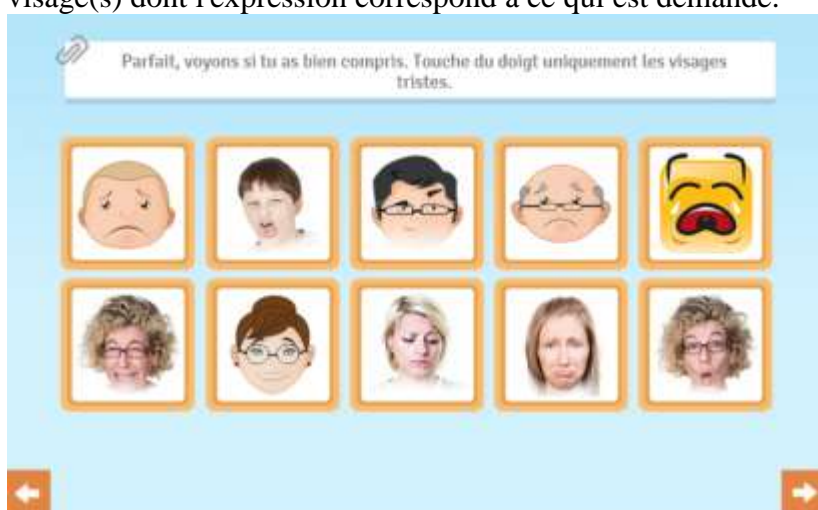 visage(s) dont l'expression correspond à ce qui est demandé.
Parfait, voyons si tu as bien compris. Touche du doigt uniquement les visages
tristes.